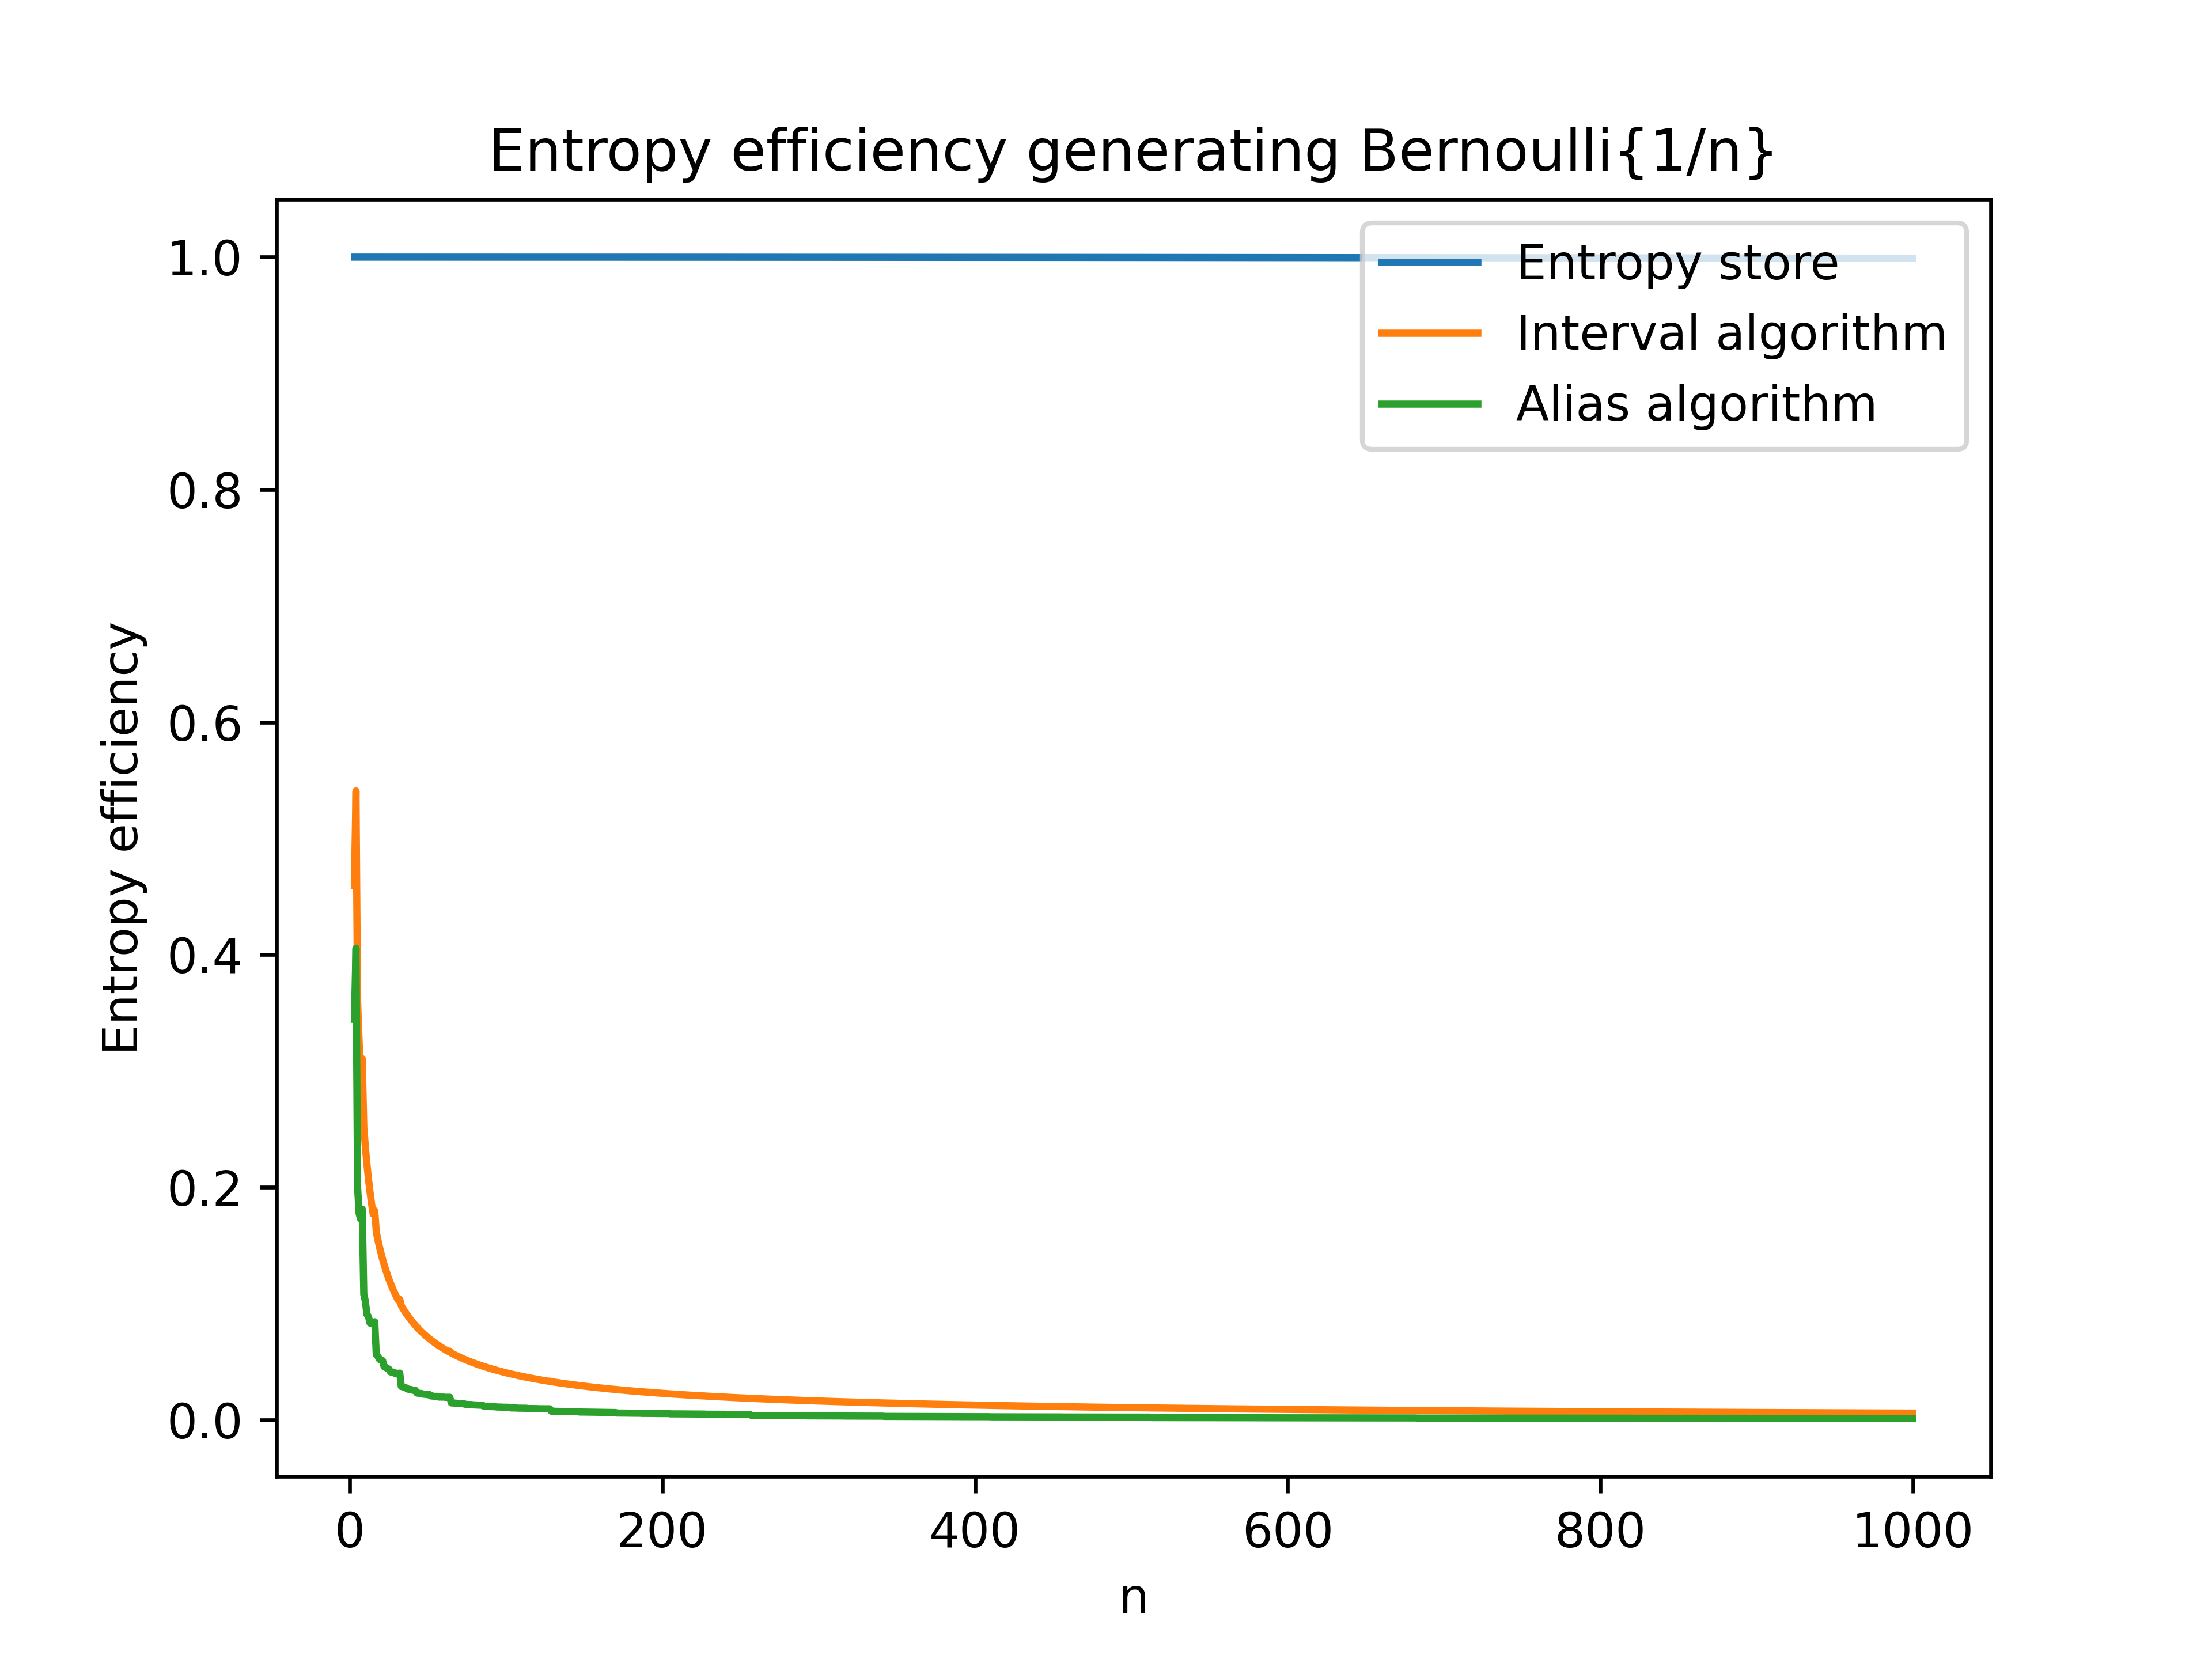 Entropy efficiency generating Bernoulli{1/n}
Entropy store
Interval algorithm
Alias algorithm
Entropy efficiency
1.0
0.8
0.6
0.4
0.2
0.0
0 200 400 600 800 1000
n